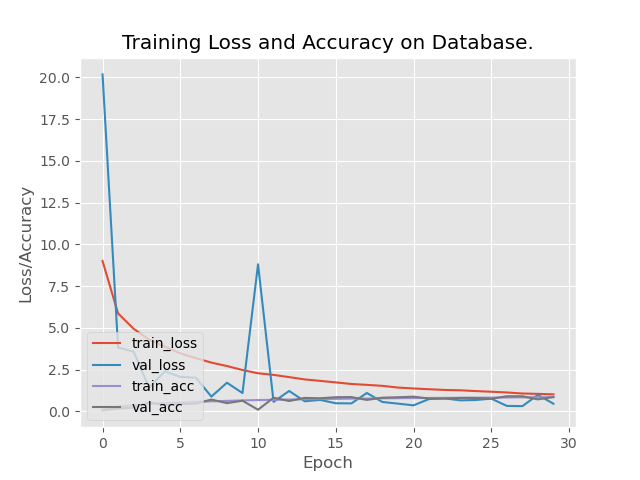 Training Loss and Accuracy on Database.
20.0
17.5
15.0
12.5
10.0
7.5
5.0
2.5
0.0
Loss/Accuracy
train_loss
val_loss
train_acc
val_acc
0 5 10 15 20 25 30
Epoch